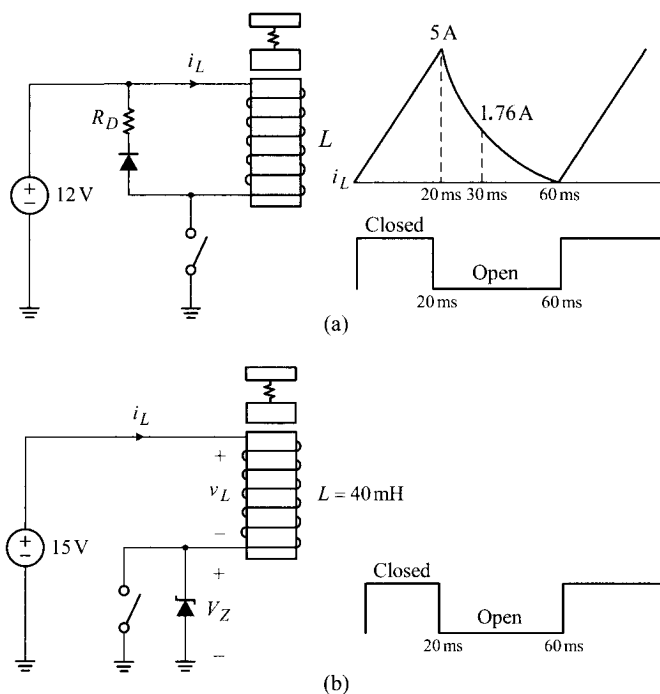 5 A
i_L
R_D
L
1.76 A
12 V
i_L
20 ms 30 ms 60 ms
Closed
Open
20 ms 60 ms
(a)
i_L
+
v_L
−
L = 40 mH
15 V
+
V_Z
−
Closed
Open
20 ms 60 ms
(b)